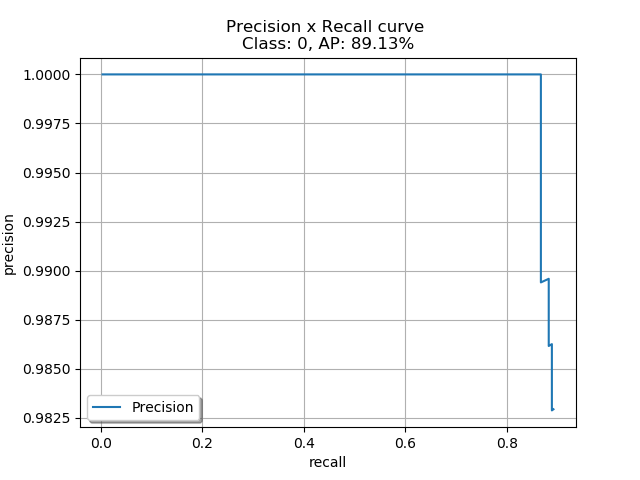 Precision x Recall curve
Class: 0, AP: 89.13%
1.0000
0.9975
0.9950
0.9925
0.9900
0.9875
0.9850
0.9825
precision
Precision
0.0 0.2 0.4 0.6 0.8
recall